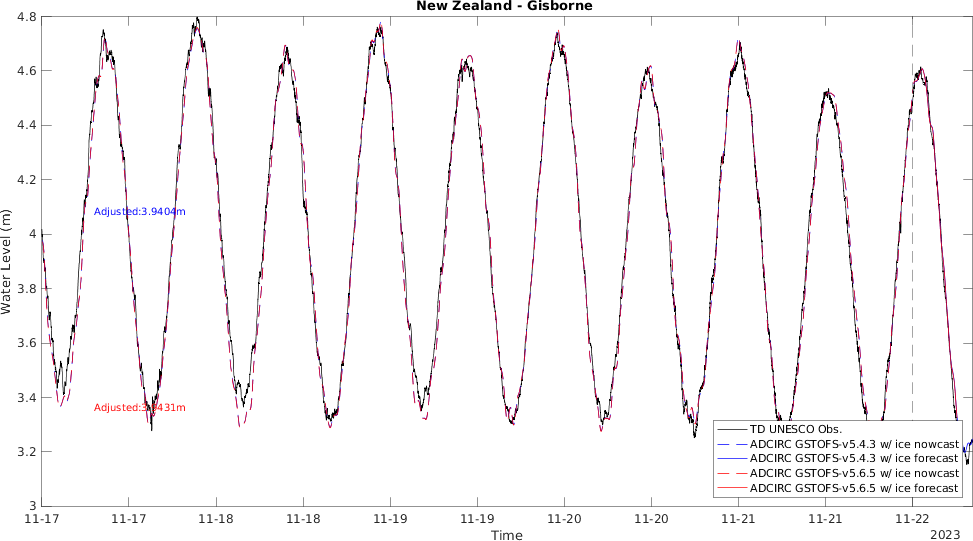 New Zealand - Gisborne
4.8
4.6
4.4
4.2
4
3.8
3.6
3.4
3.2
3
Water Level (m)
Adjusted:3.9404m
Adjusted:3.9431m
TD UNESCO Obs.
ADCIRC GSTOFS-v5.4.3 w/ ice nowcast
ADCIRC GSTOFS-v5.4.3 w/ ice forecast
ADCIRC GSTOFS-v5.6.5 w/ ice nowcast
ADCIRC GSTOFS-v5.6.5 w/ ice forecast
11-17 11-17 11-18 11-18 11-19 11-19 11-20 11-20 11-21 11-21 11-22
Time
2023